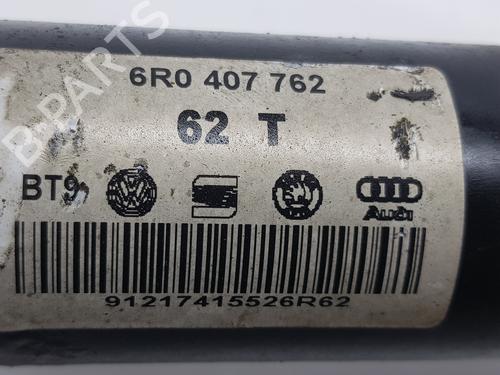 6R0 407 762
62 T
BT9
Audi
91217415526R62
B-PARTS